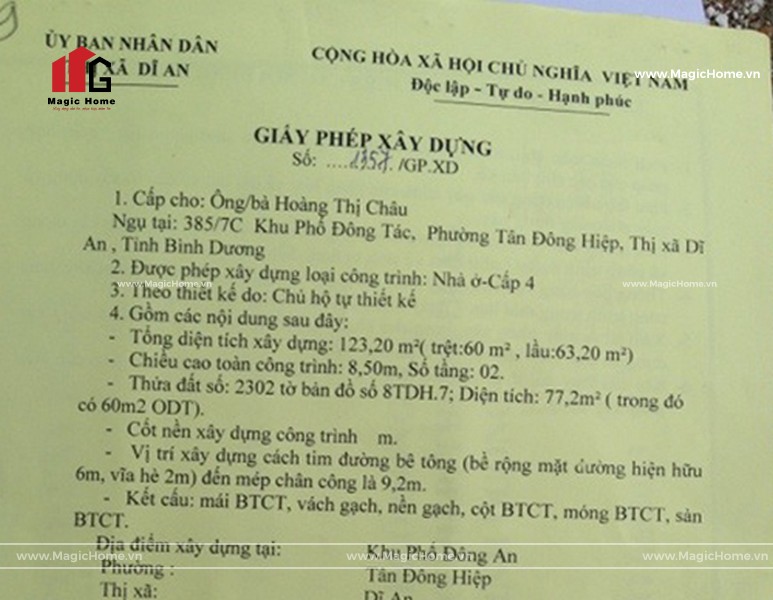 ỦY BAN NHÂN DÂN
XÃ DĨ AN
CỘNG HÒA XÃ HỘI CHỦ NGHĨA VIỆT NAM
Độc lập - Tự do - Hạnh phúc
www.MagicHome.vn
Magic Home
GIẤY PHÉP XÂY DỰNG
Số: ....1357./GP.XD
1. Cấp cho: Ông/bà Hoàng Thị Châu
Ngụ tại: 385/7C Khu Phố Đông Tác, Phường Tân Đông Hiệp, Thị xã Dĩ
An , Tỉnh Bình Dương
2. Được phép xây dựng loại công trình: Nhà ở-Cấp 4
www.MagicHome.vn
www.MagicHome.vn
3. Theo thiết kế do: Chủ hộ tự thiết kế
4. Gồm các nội dung sau đây:
- Tổng diện tích xây dựng: 123,20 m²( trệt:60 m² , lầu:63,20 m²)
- Chiều cao toàn công trình: 8,50m, Số tầng: 02.
- Thửa đất số: 2302 tờ bản đồ số 8TDH.7; Diện tích: 77,2m² ( trong đó
có 60m2 ODT).
- Cốt nền xây dựng công trình m.
- Vị trí xây dựng cách tim đường bê tông (bề rộng mặt đường hiện hữu
6m, vĩa hè 2m) đến mép chân công là 9,2m.
- Kết cấu: mái BTCT, vách gạch, nền gạch, cột BTCT, móng BTCT, sàn
BTCT.
Địa điểm xây dựng tại: Khu Phố Đông An
www.MagicHome.vn www.MagicHome.vn www.MagicHome.vn
Phường : Tân Đông Hiệp
Thị xã: Dĩ An